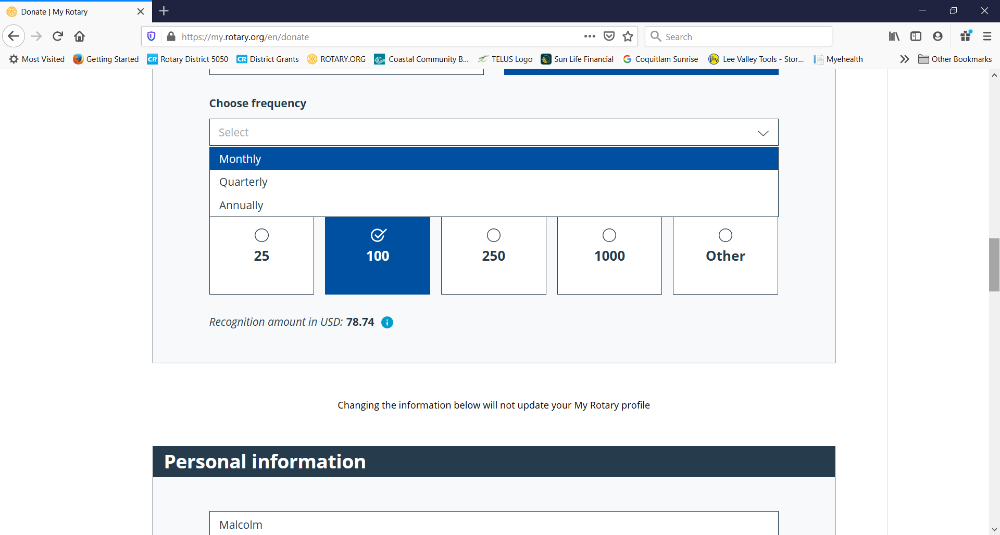 Donate | My Rotary
https://my.rotary.org/en/donate
Search
Most Visited
Getting Started
CR Rotary District 5050
CR District Grants
ROTARY.ORG
Coastal Community B...
TELUS Logo
Sun Life Financial
G Coquitlam Sunrise
Lee Valley Tools - Stor...
Myehealth
Other Bookmarks
Choose frequency
Select
Monthly
Quarterly
Annually
25
100
250
1000
Other
Recognition amount in USD: 78.74 i
Changing the information below will not update your My Rotary profile
Personal information
Malcolm